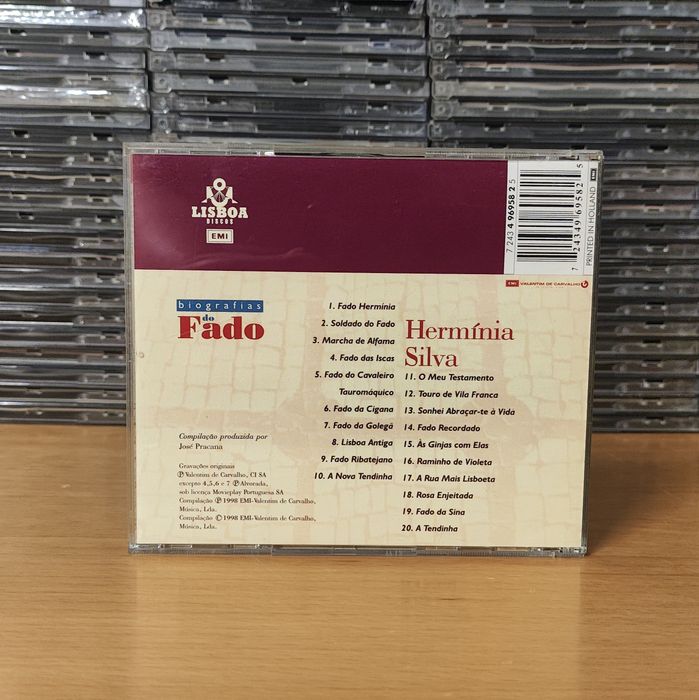 LISBOA
DISCOS
EMI
7 243 4 96958 2 5
7 24349 69582 5
PRINTED IN HOLLAND
EMI
EMI VALENTIM DE CARVALHO
biografias
do
Fado
1. Fado Hermínia
2. Soldado do Fado
3. Marcha de Alfama
4. Fado das Iscas
5. Fado do Cavaleiro
Tauromáquico
6. Fado da Cigana
7. Fado da Golegã
8. Lisboa Antiga
9. Fado Ribatejano
10. A Nova Tendinha
Hermínia
Silva
11. O Meu Testamento
12. Touro de Vila Franca
13. Sonhei Abraçar-te à Vida
14. Fado Recordado
15. Às Ginjas com Elas
16. Raminho de Violeta
17. A Rua Mais Lisboeta
18. Rosa Enjeitada
19. Fado da Sina
20. A Tendinha
Compilação produzida por
José Pracana
Gravações originais
Ⓟ Valentim de Carvalho, CI SA
excepto 4,5,6 e 7 Ⓟ Alvorada,
sob licença Movieplay Portuguesa SA
Compilação Ⓟ 1998 EMI-Valentim de Carvalho,
Música, Lda.
Compilação © 1998 EMI-Valentim de Carvalho,
Música, Lda.